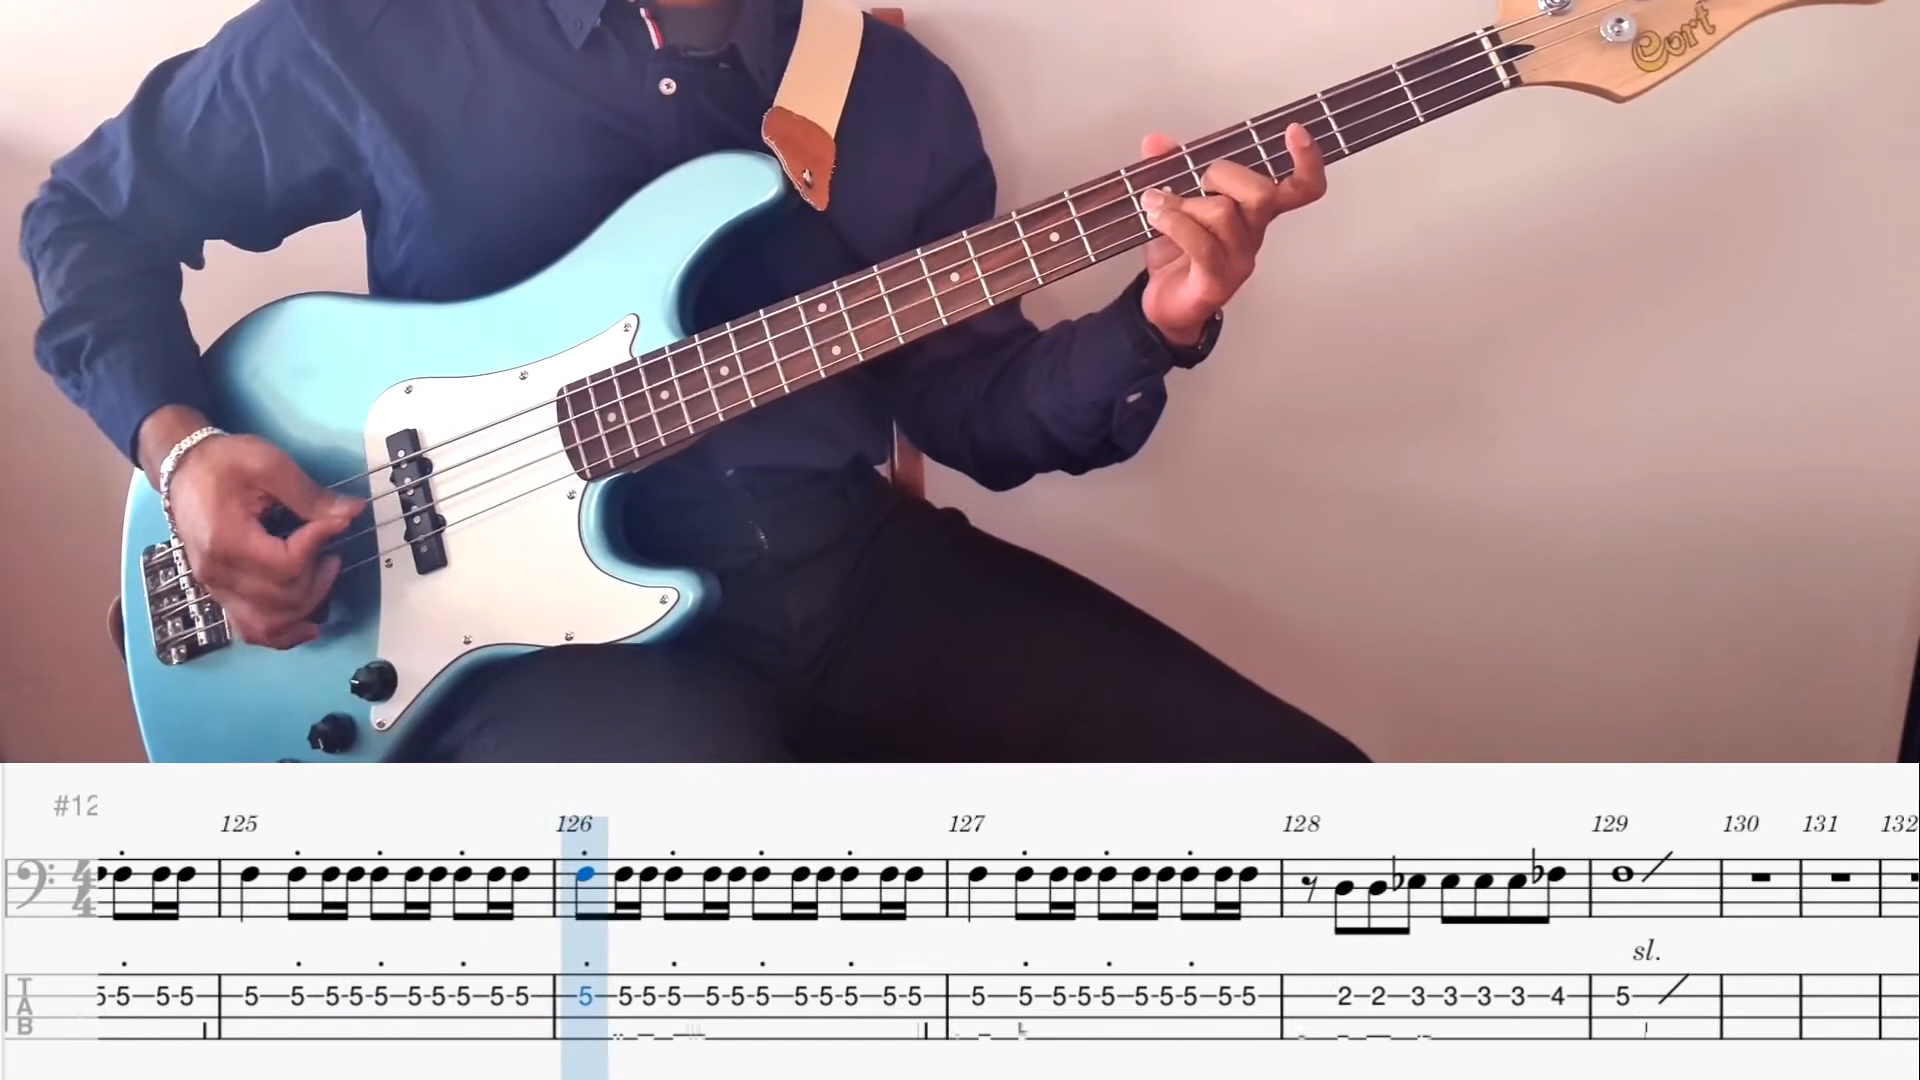 Cort
#12
125 126 127 128 129 130 131 132
4
4
sl.
T
A
B
5-5 5-5 5 5 5-5-5 5-5-5 5-5 5 5-5-5 5-5-5 5-5-5 5-5 5 5 5-5-5 5-5-5 5-5 2-2-3-3-3-3-4 5